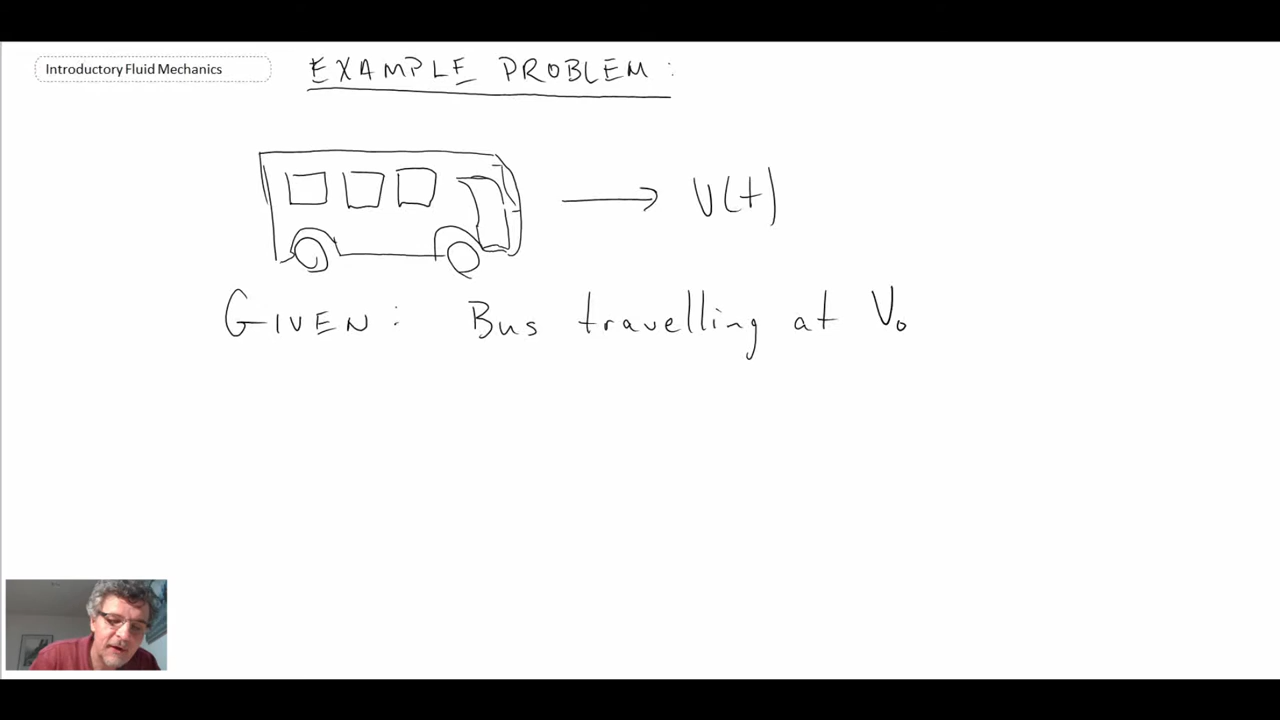 Introductory Fluid Mechanics
EXAMPLE PROBLEM:
V(t)
GIVEN: Bus travelling at V₀